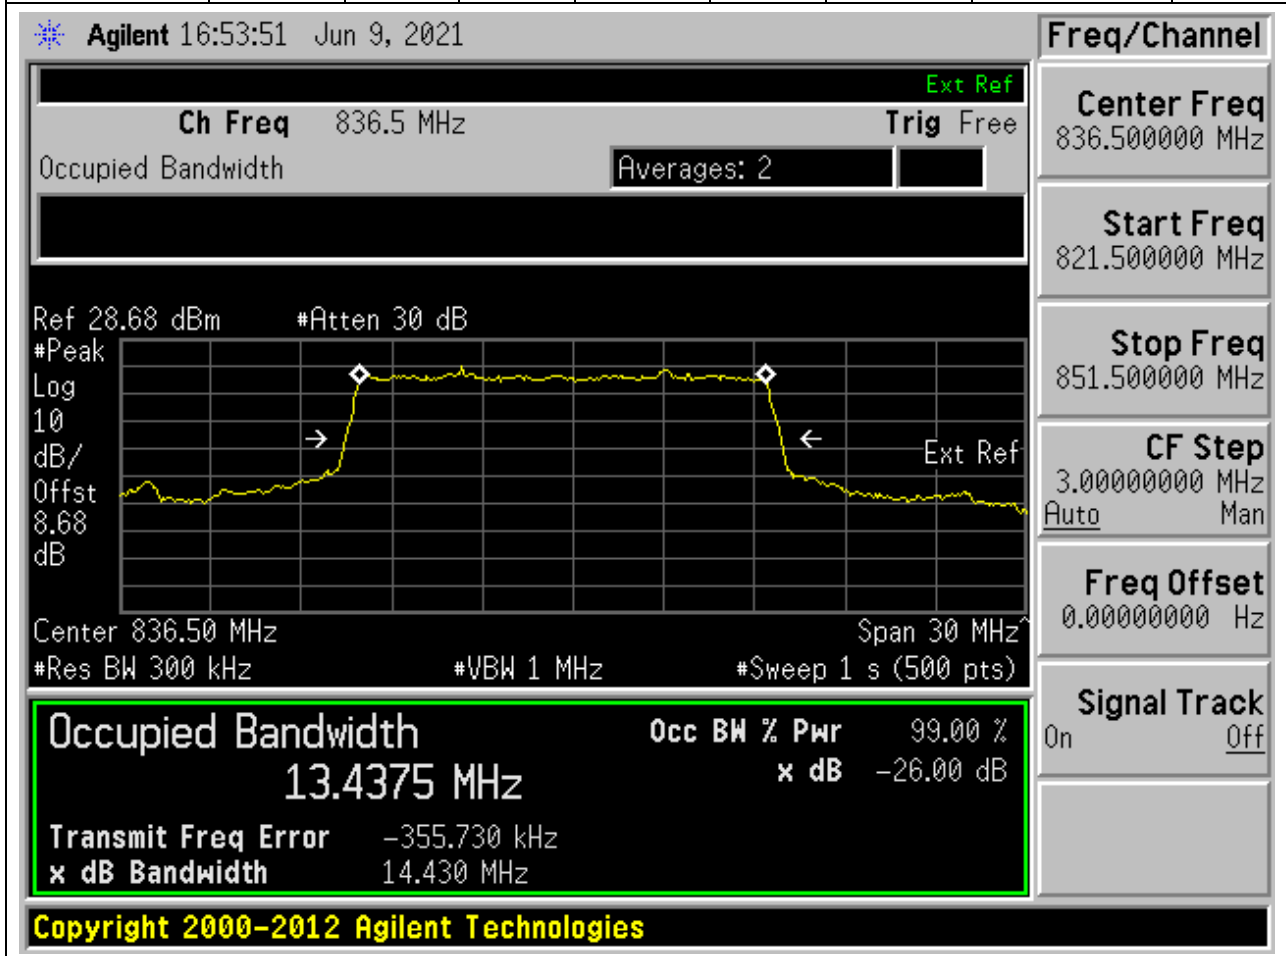 Agilent 16:53:51 Jun 9, 2021
Freq/Channel
Ext Ref
Ch Freq 836.5 MHz Trig Free
Occupied Bandwidth Averages: 2
Center Freq
836.500000 MHz
Start Freq
821.500000 MHz
Stop Freq
851.500000 MHz
CF Step
3.00000000 MHz
Auto Man
Freq Offset
0.00000000 Hz
Signal Track
On Off
Ref 28.68 dBm #Atten 30 dB
#Peak
Log
10
dB/
Offst
8.68
dB
Ext Ref
Center 836.50 MHz Span 30 MHz^
#Res BW 300 kHz #VBW 1 MHz #Sweep 1 s (500 pts)
Occupied Bandwidth
13.4375 MHz
Occ BW % Pwr 99.00 %
x dB -26.00 dB
Transmit Freq Error -355.730 kHz
x dB Bandwidth 14.430 MHz
Copyright 2000-2012 Agilent Technologies